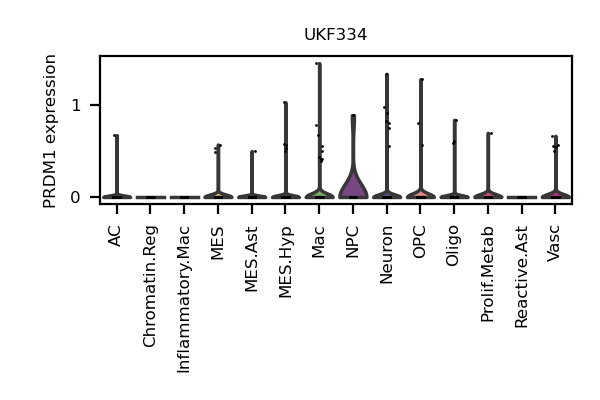 UKF334
PRDM1 expression
1
0
AC
Chromatin.Reg
Inflammatory.Mac
MES
MES.Ast
MES.Hyp
Mac
NPC
Neuron
OPC
Oligo
Prolif.Metab
Reactive.Ast
Vasc